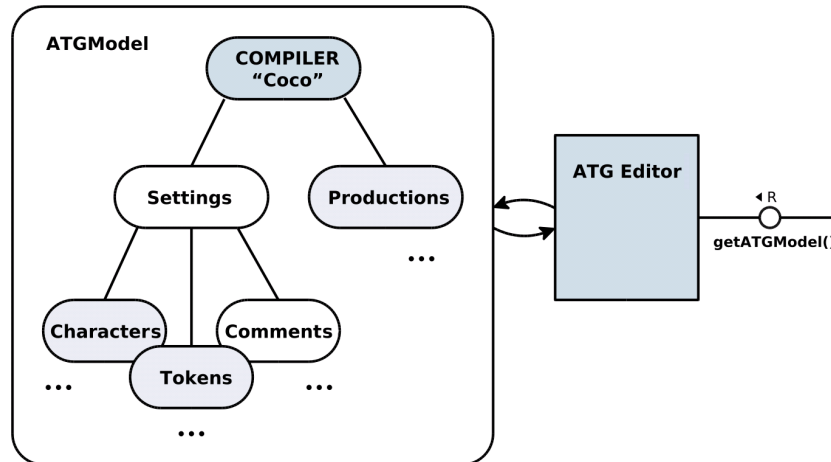 ATGModel
COMPILER
“Coco”
Settings
Productions
...
Characters
Comments
Tokens
...
...
...
ATG Editor
R
getATGModel()